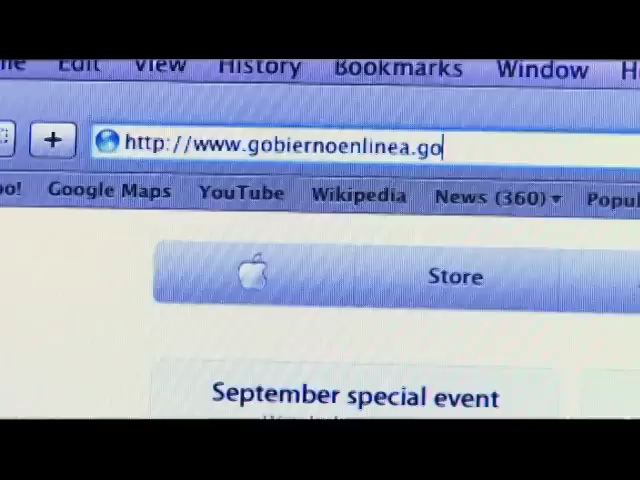 Edit View History Bookmarks Window
http://www.gobiernoenlinea.go
Google Maps YouTube Wikipedia News (360)
Store
September special event